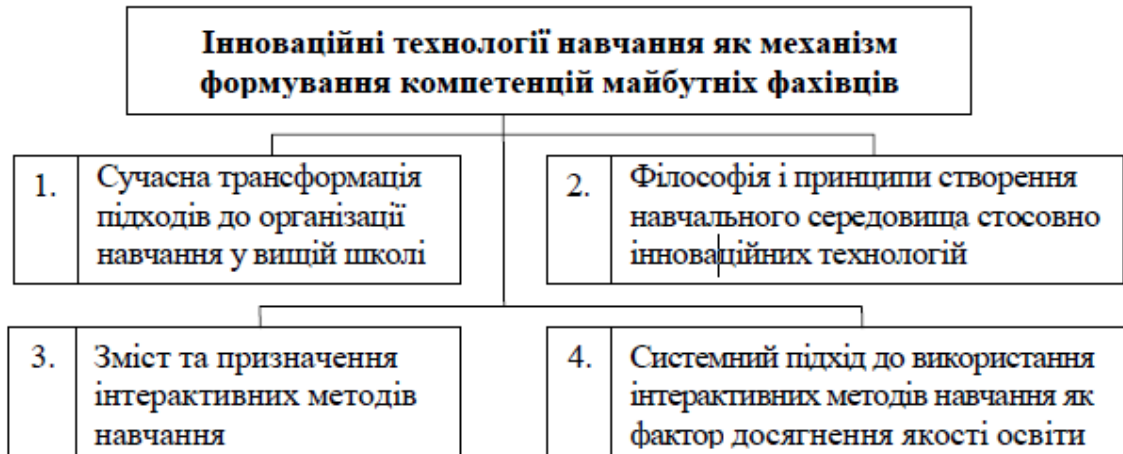 Інноваційні технології навчання як механізм
формування компетенцій майбутніх фахівців
1.
Сучасна трансформація
підходів до організації
навчання у вищій школі
2.
Філософія і принципи створення
навчального середовища стосовно
інноваційних технологій
3.
Зміст та призначення
інтерактивних методів
навчання
4.
Системний підхід до використання
інтерактивних методів навчання як
фактор досягнення якості освіти